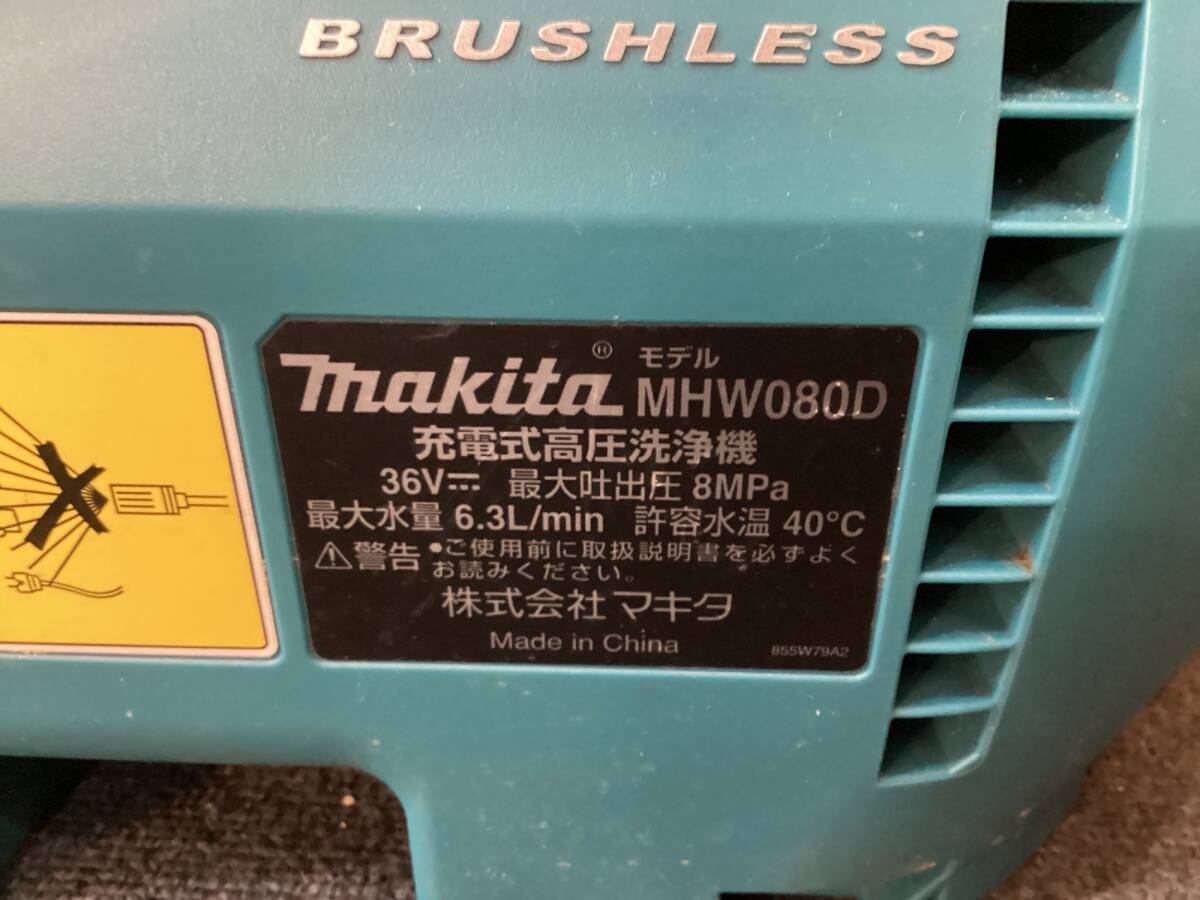 BRUSHLESS
makita® モデル
MHW080D
充電式高圧洗浄機
36V⎓ 最大吐出圧 8MPa
最大水量 6.3L/min 許容水温 40°C
⚠警告 •ご使用前に取扱説明書を必ずよく
お読みください。
株式会社マキタ
Made in China 855W79A2